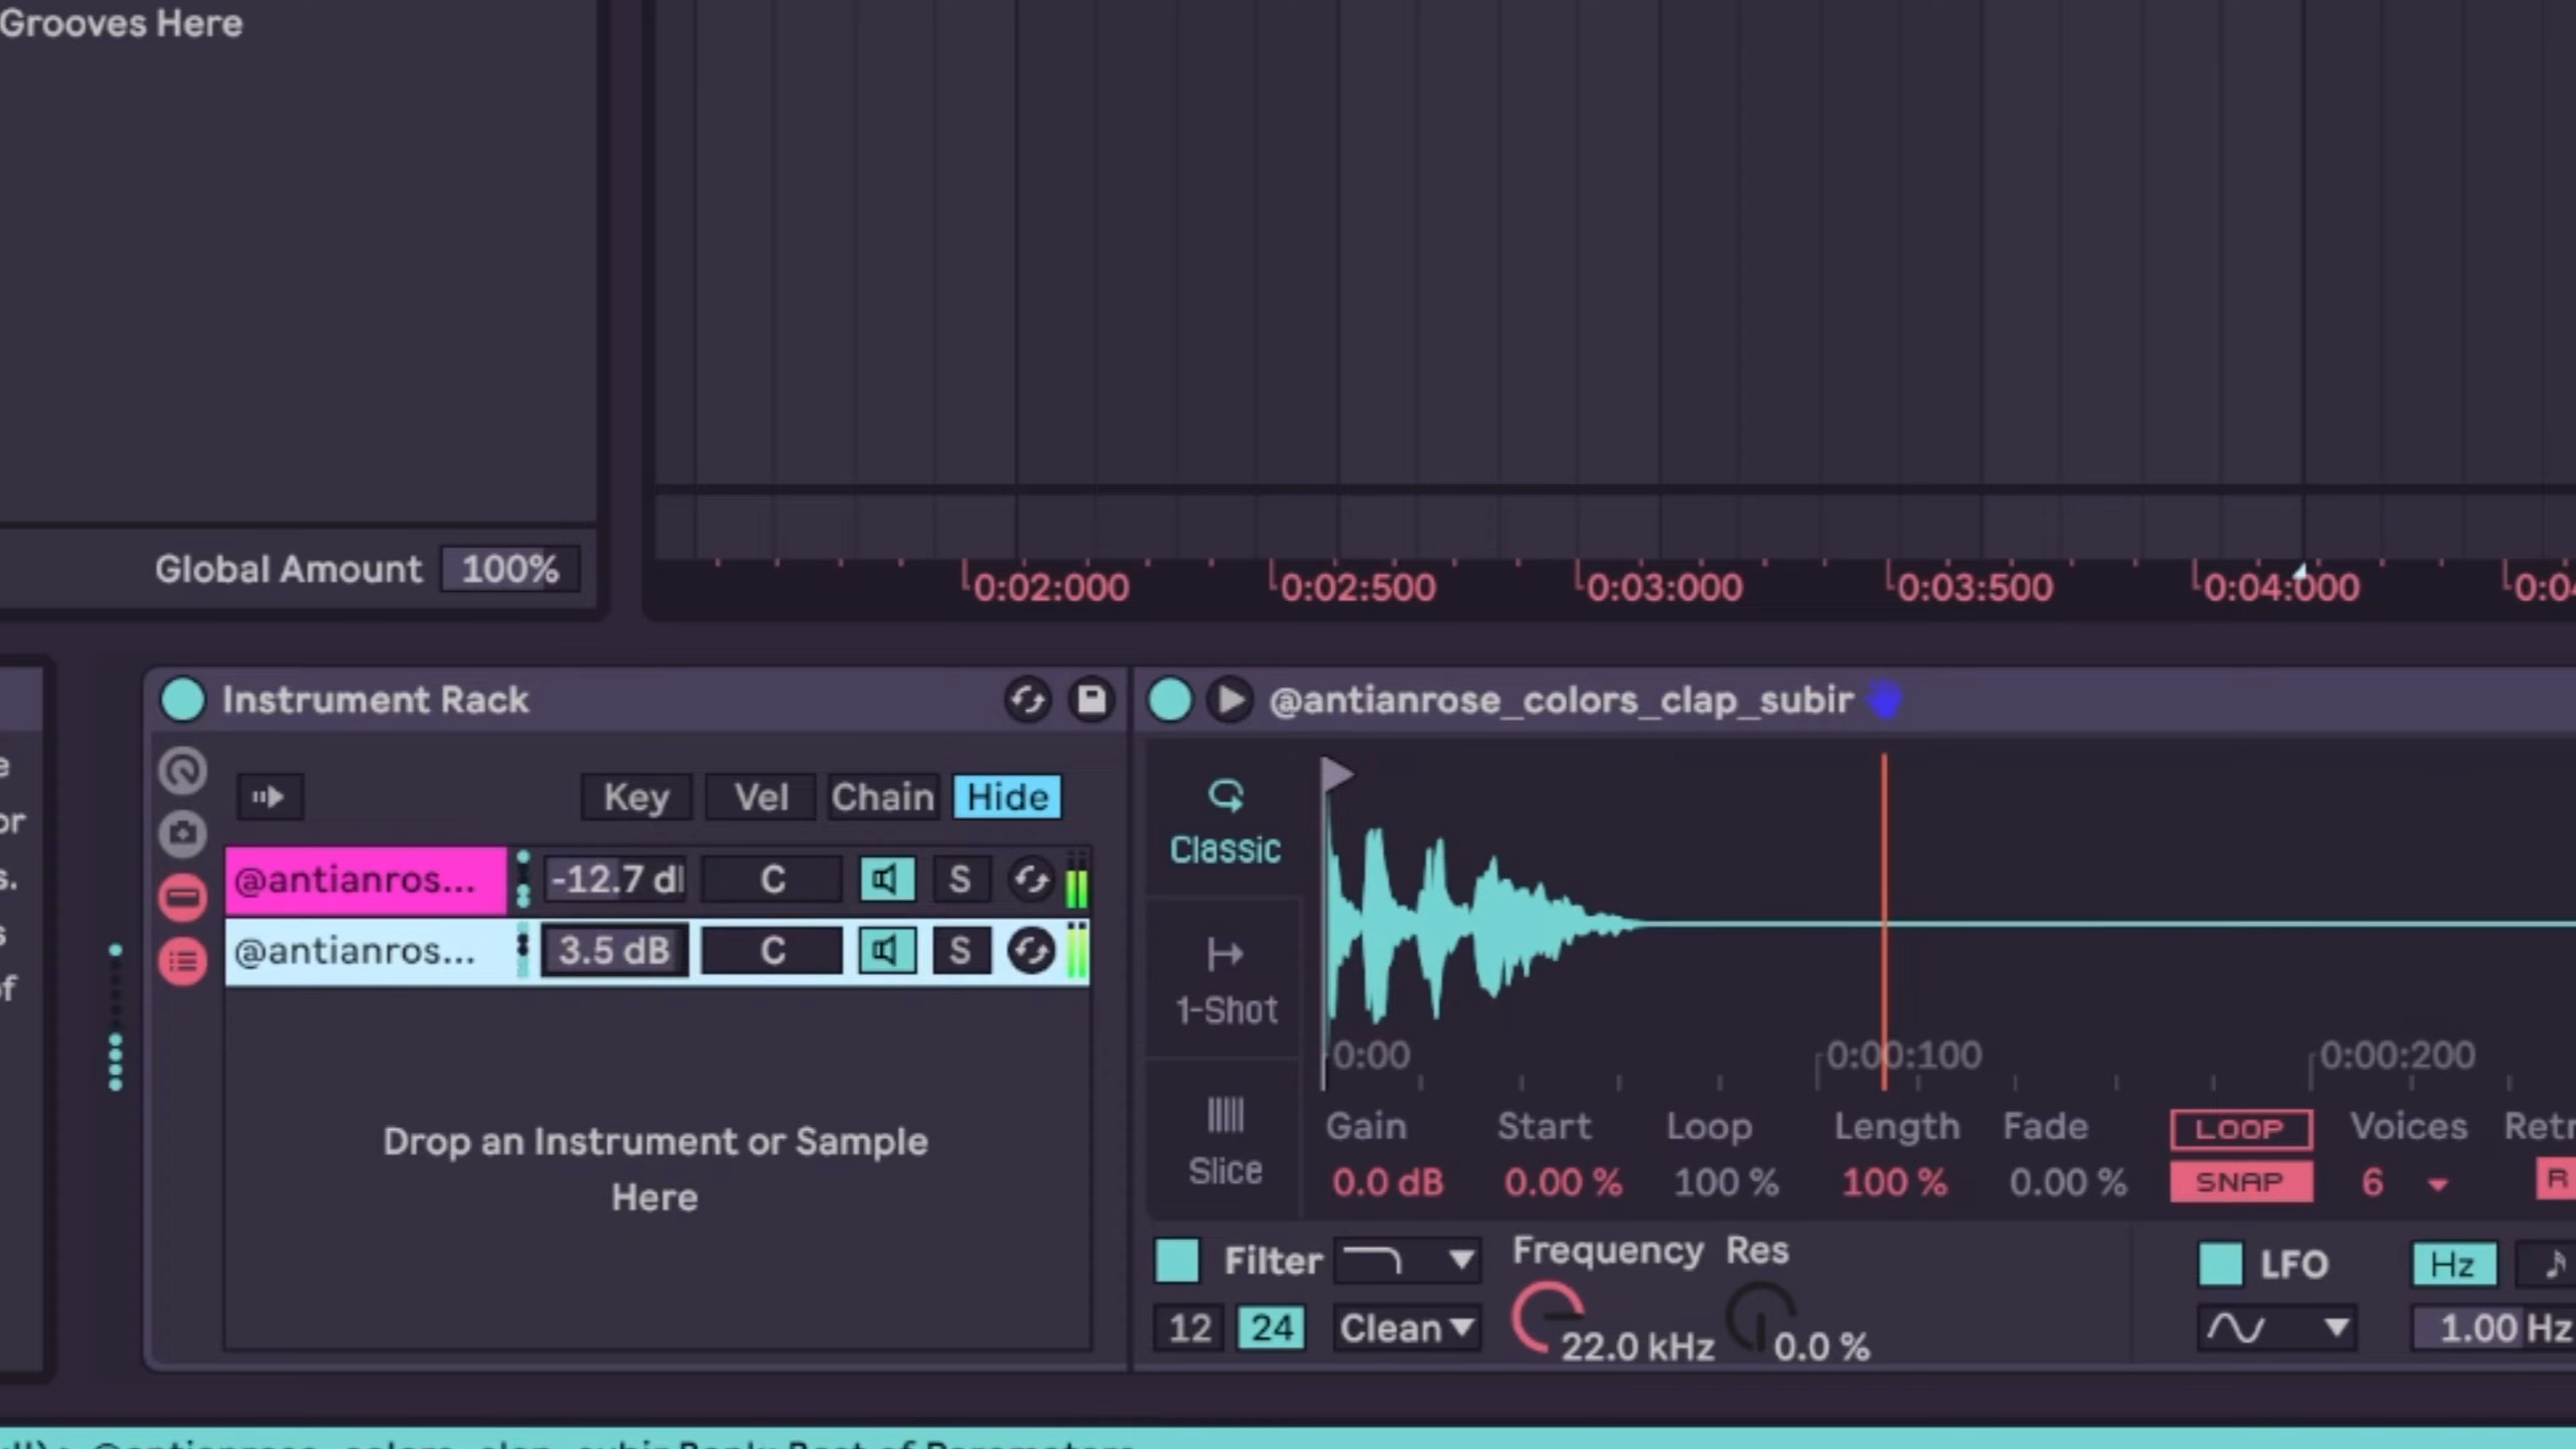 Grooves Here
Global Amount 100%
0:02:000 0:02:500 0:03:000 0:03:500 0:04:000
e
or
s.
s
of
Instrument Rack
Key Vel Chain Hide
@antianros... -12.7 d C S
@antianros... 3.5 dB C S
Drop an Instrument or Sample
Here
@antianrose_colors_clap_subir
Classic
1-Shot
Slice
0:00 0:00:100 0:00:200
Gain Start Loop Length Fade LOOP Voices Retr
0.0 dB 0.00 % 100 % 100 % 0.00 % SNAP 6 R
Filter Frequency Res LFO Hz
12 24 Clean 22.0 kHz 0.0 % 1.00 Hz